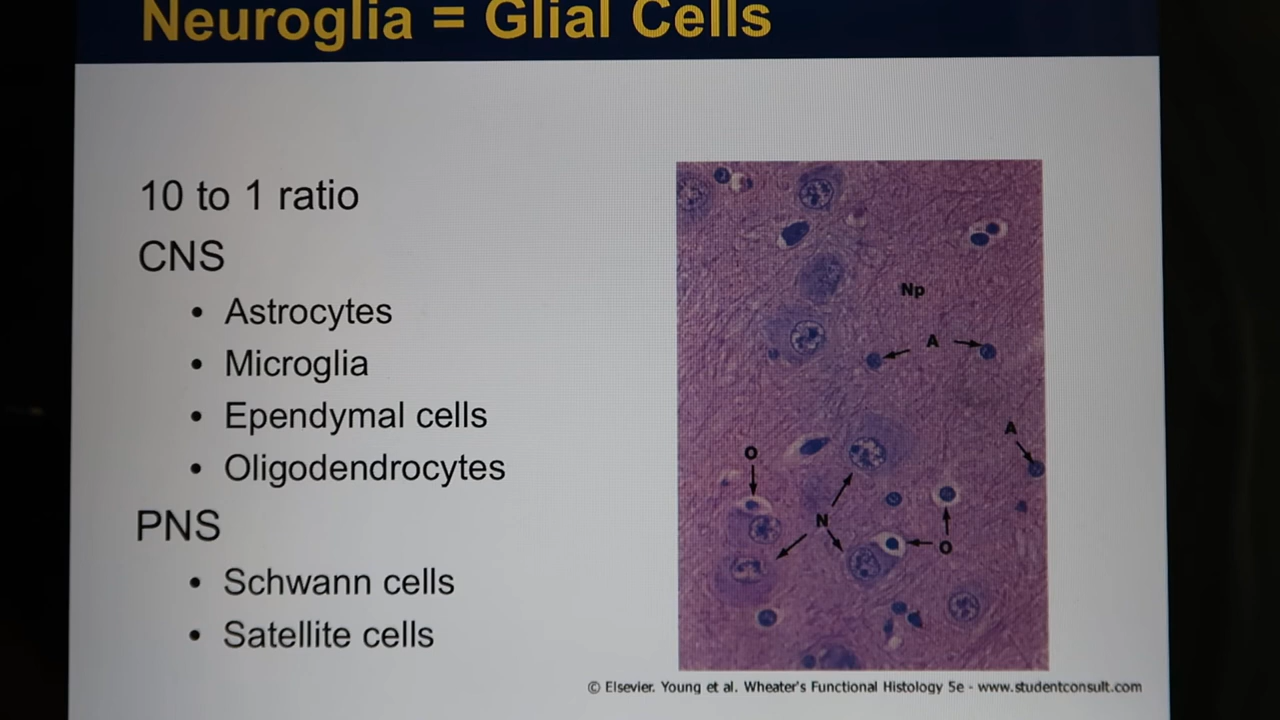 Neuroglia = Glial Cells
10 to 1 ratio
CNS
• Astrocytes
• Microglia
• Ependymal cells
• Oligodendrocytes
PNS
• Schwann cells
• Satellite cells
Np
A
A
O
N
O
© Elsevier. Young et al. Wheater's Functional Histology 5e - www.studentconsult.com